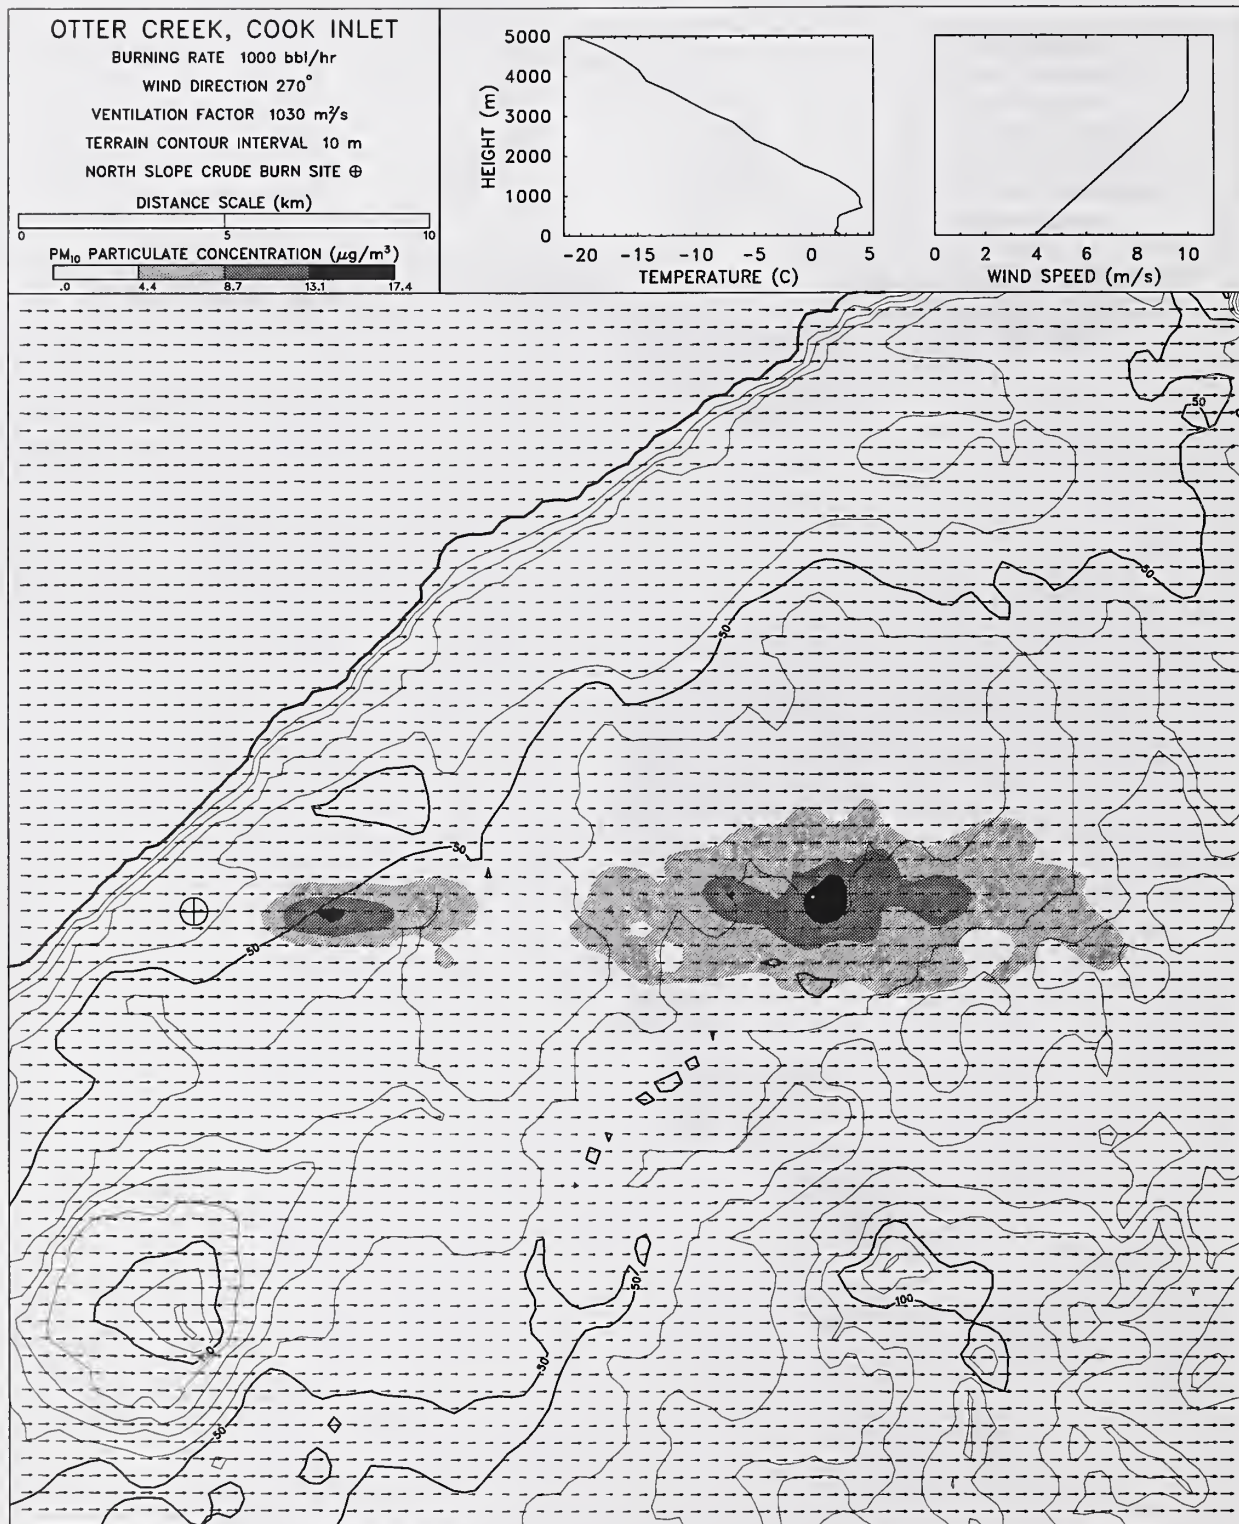 OTTER CREEK, COOK INLET
BURNING RATE 1000 bbl/hr
WIND DIRECTION 270°
VENTILATION FACTOR 1030 m²/s
TERRAIN CONTOUR INTERVAL 10 m
NORTH SLOPE CRUDE BURN SITE ⊕
DISTANCE SCALE (km)
0 5 10
PM₁₀ PARTICULATE CONCENTRATION (μg/m³)
.0 4.4 8.7 13.1 17.4
HEIGHT (m)
5000
4000
3000
2000
1000
0
-20 -15 -10 -5 0 5
TEMPERATURE (C)
0 2 4 6 8 10
WIND SPEED (m/s)
50
50
50
50
50
50
100
50
50